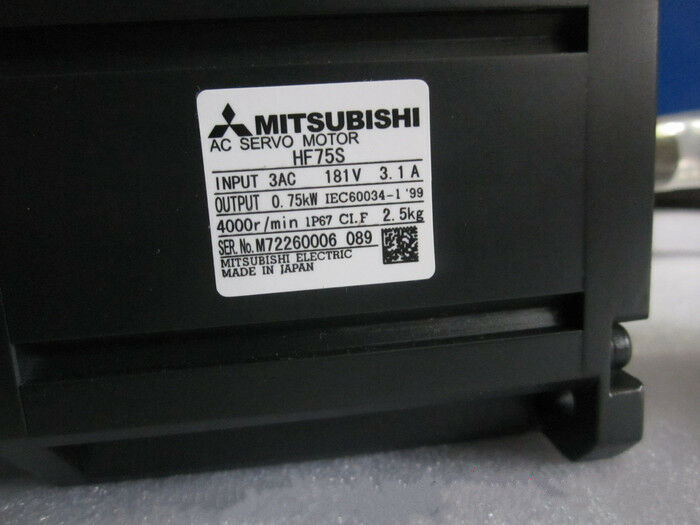 MITSUBISHI
AC SERVO MOTOR
HF75S
INPUT 3AC 181V 3.1A
OUTPUT 0.75kW IEC60034-1 '99
4000r/min IP67 CI.F 2.5kg
SER.No.M72260006 089
MITSUBISHI ELECTRIC
MADE IN JAPAN